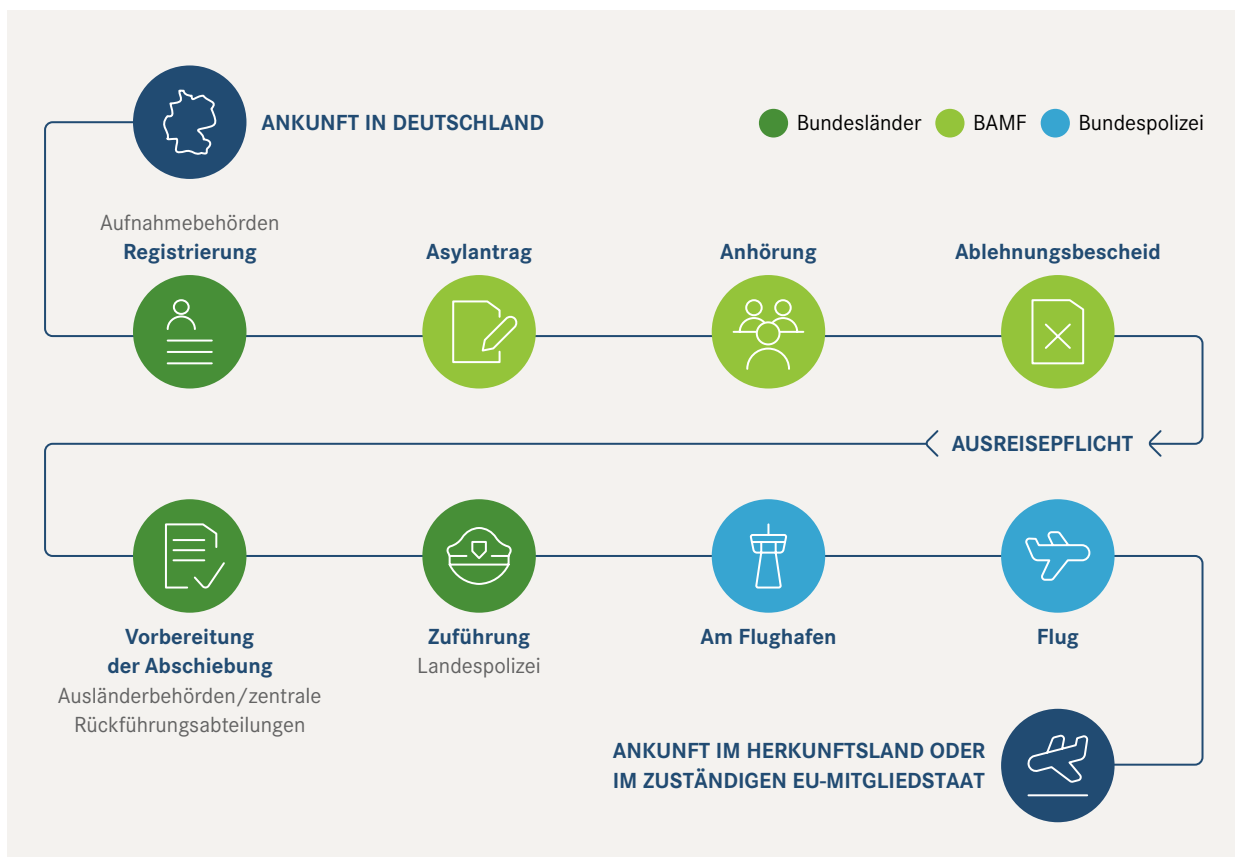 ANKUNFT IN DEUTSCHLAND
Bundesländer
BAMF
Bundespolizei
Aufnahmebehörden
Registrierung
Asylantrag
Anhörung
Ablehnungsbescheid
AUSREISEPFLICHT
Vorbereitung
der Abschiebung
Ausländerbehörden/zentrale
Rückführungsabteilungen
Zuführung
Landespolizei
Am Flughafen
Flug
ANKUNFT IM HERKUNFTSLAND ODER
IM ZUSTÄNDIGEN EU-MITGLIEDSTAAT